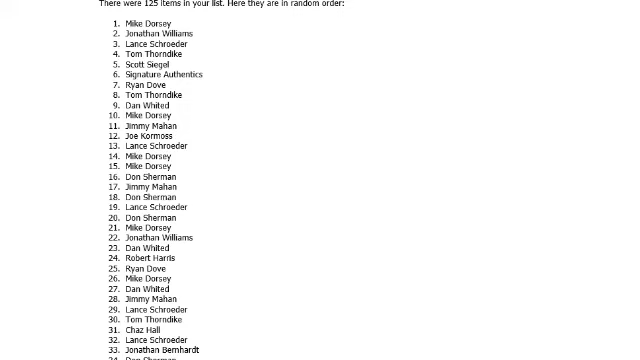 There were 125 items in your list. Here they are in random order:
1. Mike Dorsey
2. Jonathan Williams
3. Lance Schroeder
4. Tom Thorndike
5. Scott Siegel
6. Signature Authentics
7. Ryan Dove
8. Tom Thorndike
9. Dan Whited
10. Mike Dorsey
11. Jimmy Mahan
12. Joe Kormoss
13. Lance Schroeder
14. Mike Dorsey
15. Mike Dorsey
16. Don Sherman
17. Jimmy Mahan
18. Don Sherman
19. Lance Schroeder
20. Don Sherman
21. Mike Dorsey
22. Jonathan Williams
23. Dan Whited
24. Robert Harris
25. Ryan Dove
26. Mike Dorsey
27. Dan Whited
28. Jimmy Mahan
29. Lance Schroeder
30. Tom Thorndike
31. Chaz Hall
32. Lance Schroeder
33. Jonathan Bernhardt
34. Don Sherman